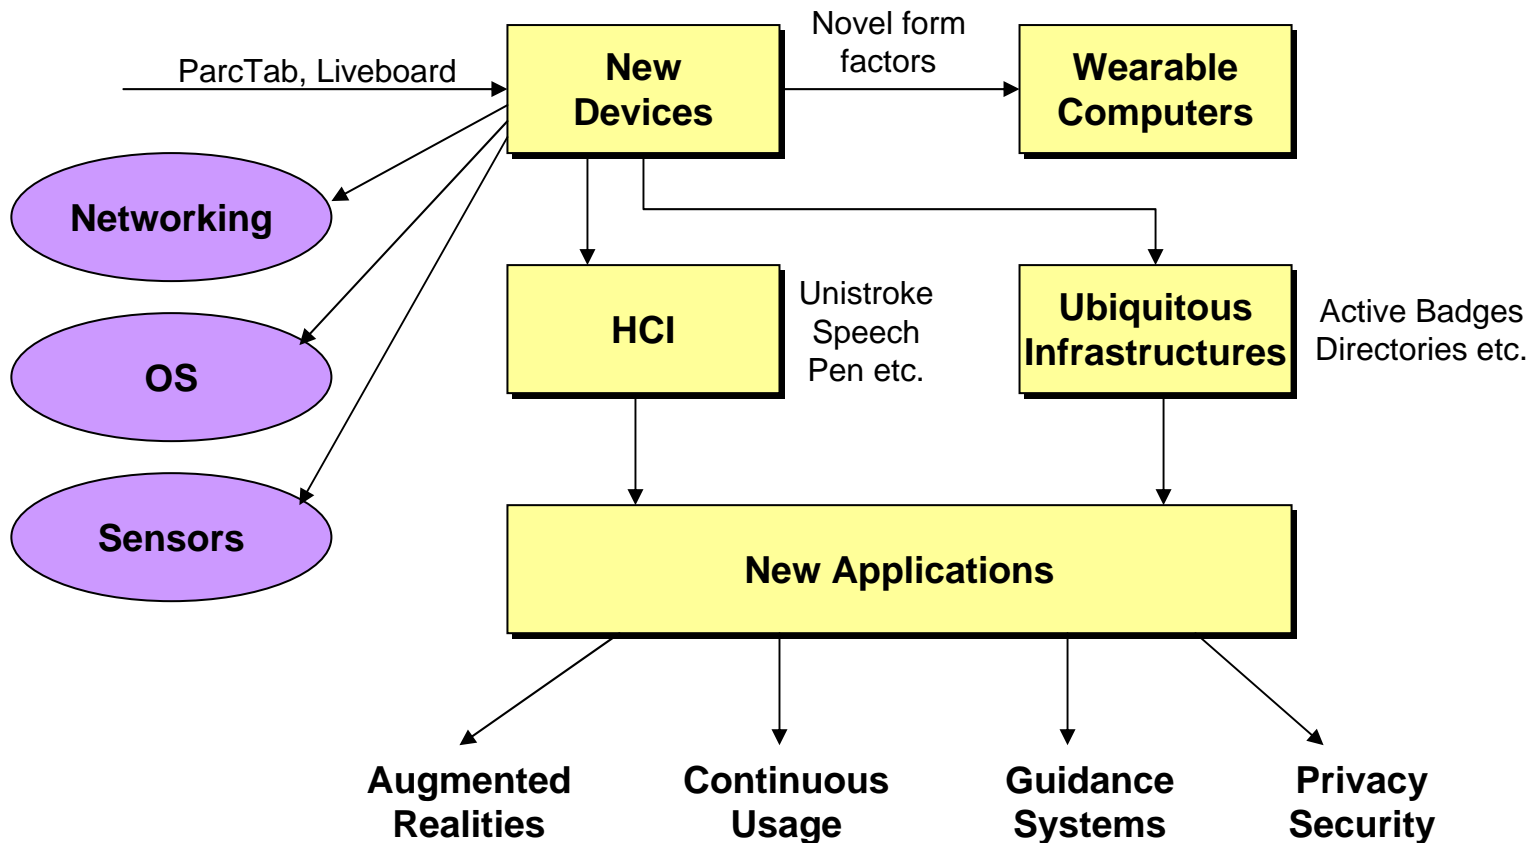 ParcTab, Liveboard
New
Devices
Novel form
factors
Wearable
Computers
Networking
OS
Sensors
HCI
Unistroke
Speech
Pen etc.
Ubiquitous
Infrastructures
Active Badges
Directories etc.
New Applications
Augmented
Realities
Continuous
Usage
Guidance
Systems
Privacy
Security